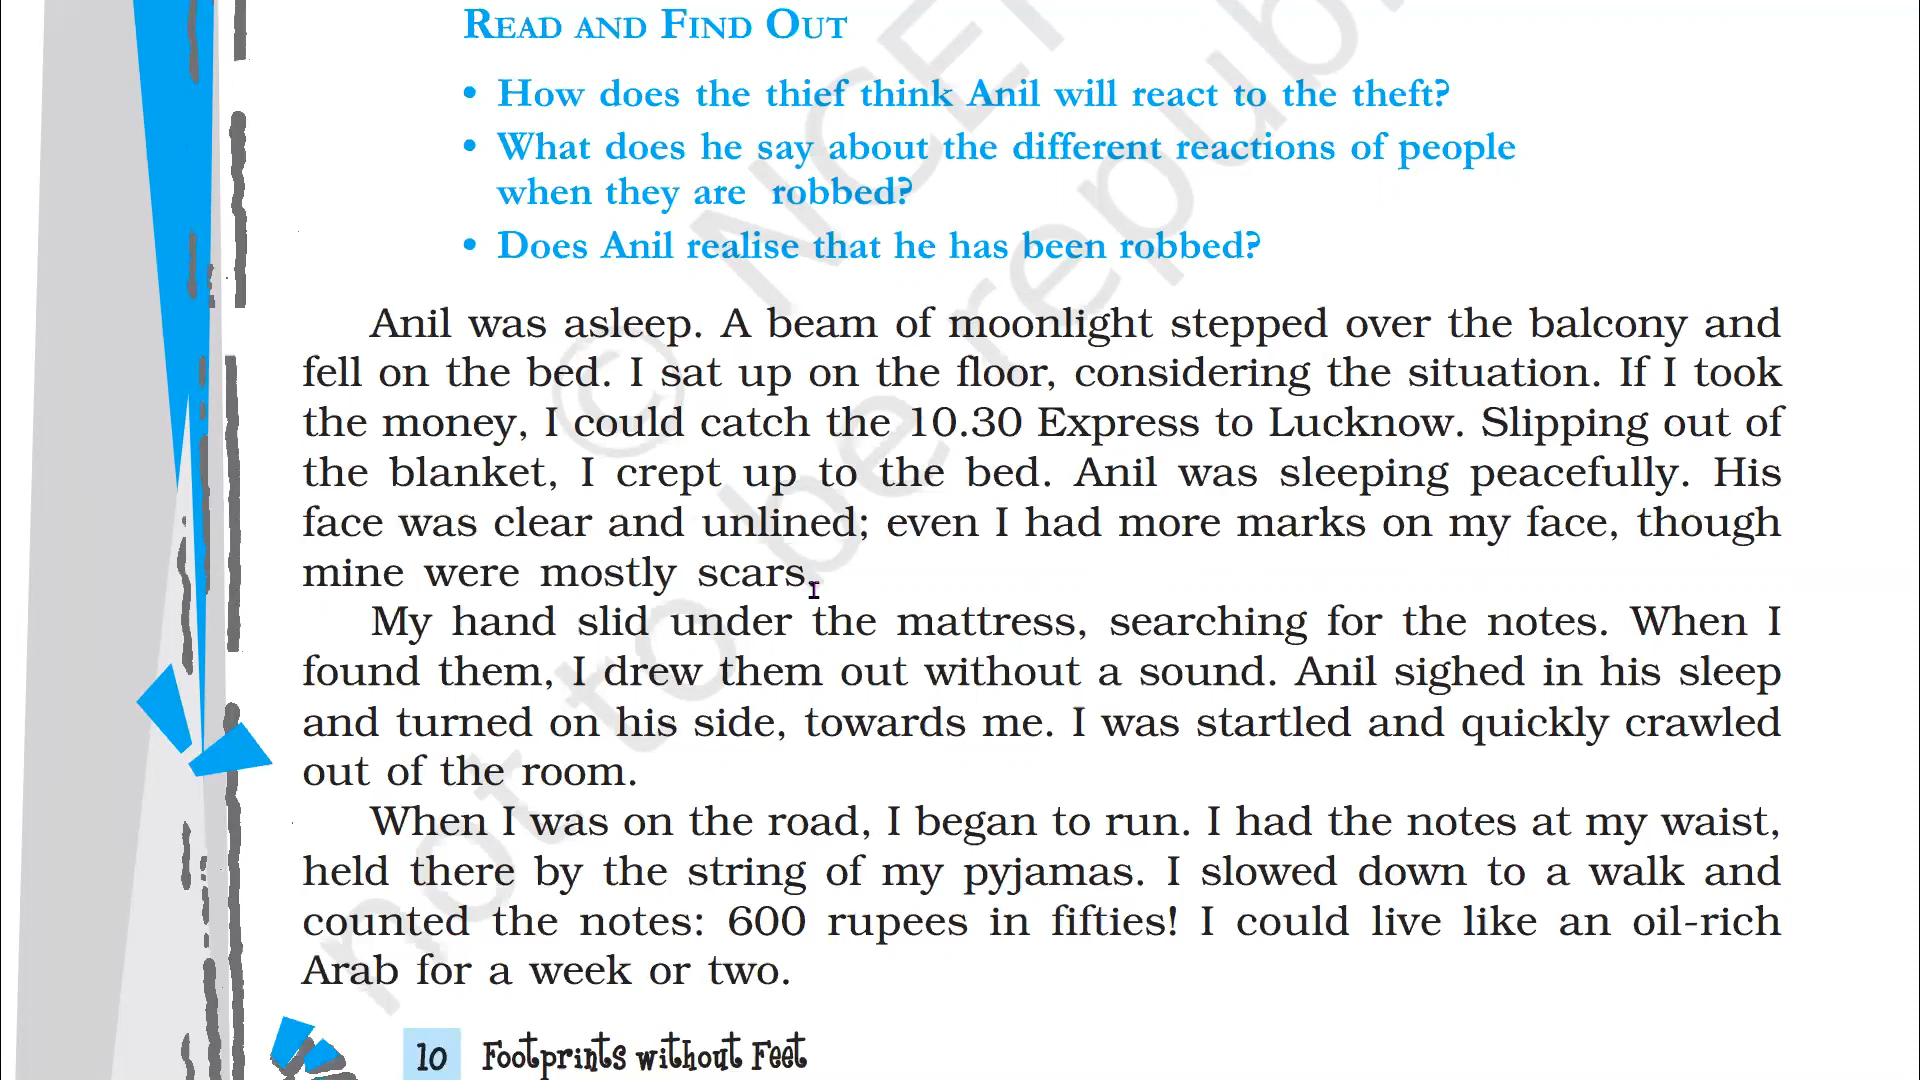 READ AND FIND OUT
• How does the thief think Anil will react to the theft?
• What does he say about the different reactions of people
when they are robbed?
• Does Anil realise that he has been robbed?
Anil was asleep. A beam of moonlight stepped over the balcony and
fell on the bed. I sat up on the floor, considering the situation. If I took
the money, I could catch the 10.30 Express to Lucknow. Slipping out of
the blanket, I crept up to the bed. Anil was sleeping peacefully. His
face was clear and unlined; even I had more marks on my face, though
mine were mostly scars.
My hand slid under the mattress, searching for the notes. When I
found them, I drew them out without a sound. Anil sighed in his sleep
and turned on his side, towards me. I was startled and quickly crawled
out of the room.
When I was on the road, I began to run. I had the notes at my waist,
held there by the string of my pyjamas. I slowed down to a walk and
counted the notes: 600 rupees in fifties! I could live like an oil-rich
Arab for a week or two.
10 Footprints without Feet
© NCER
not to be republi